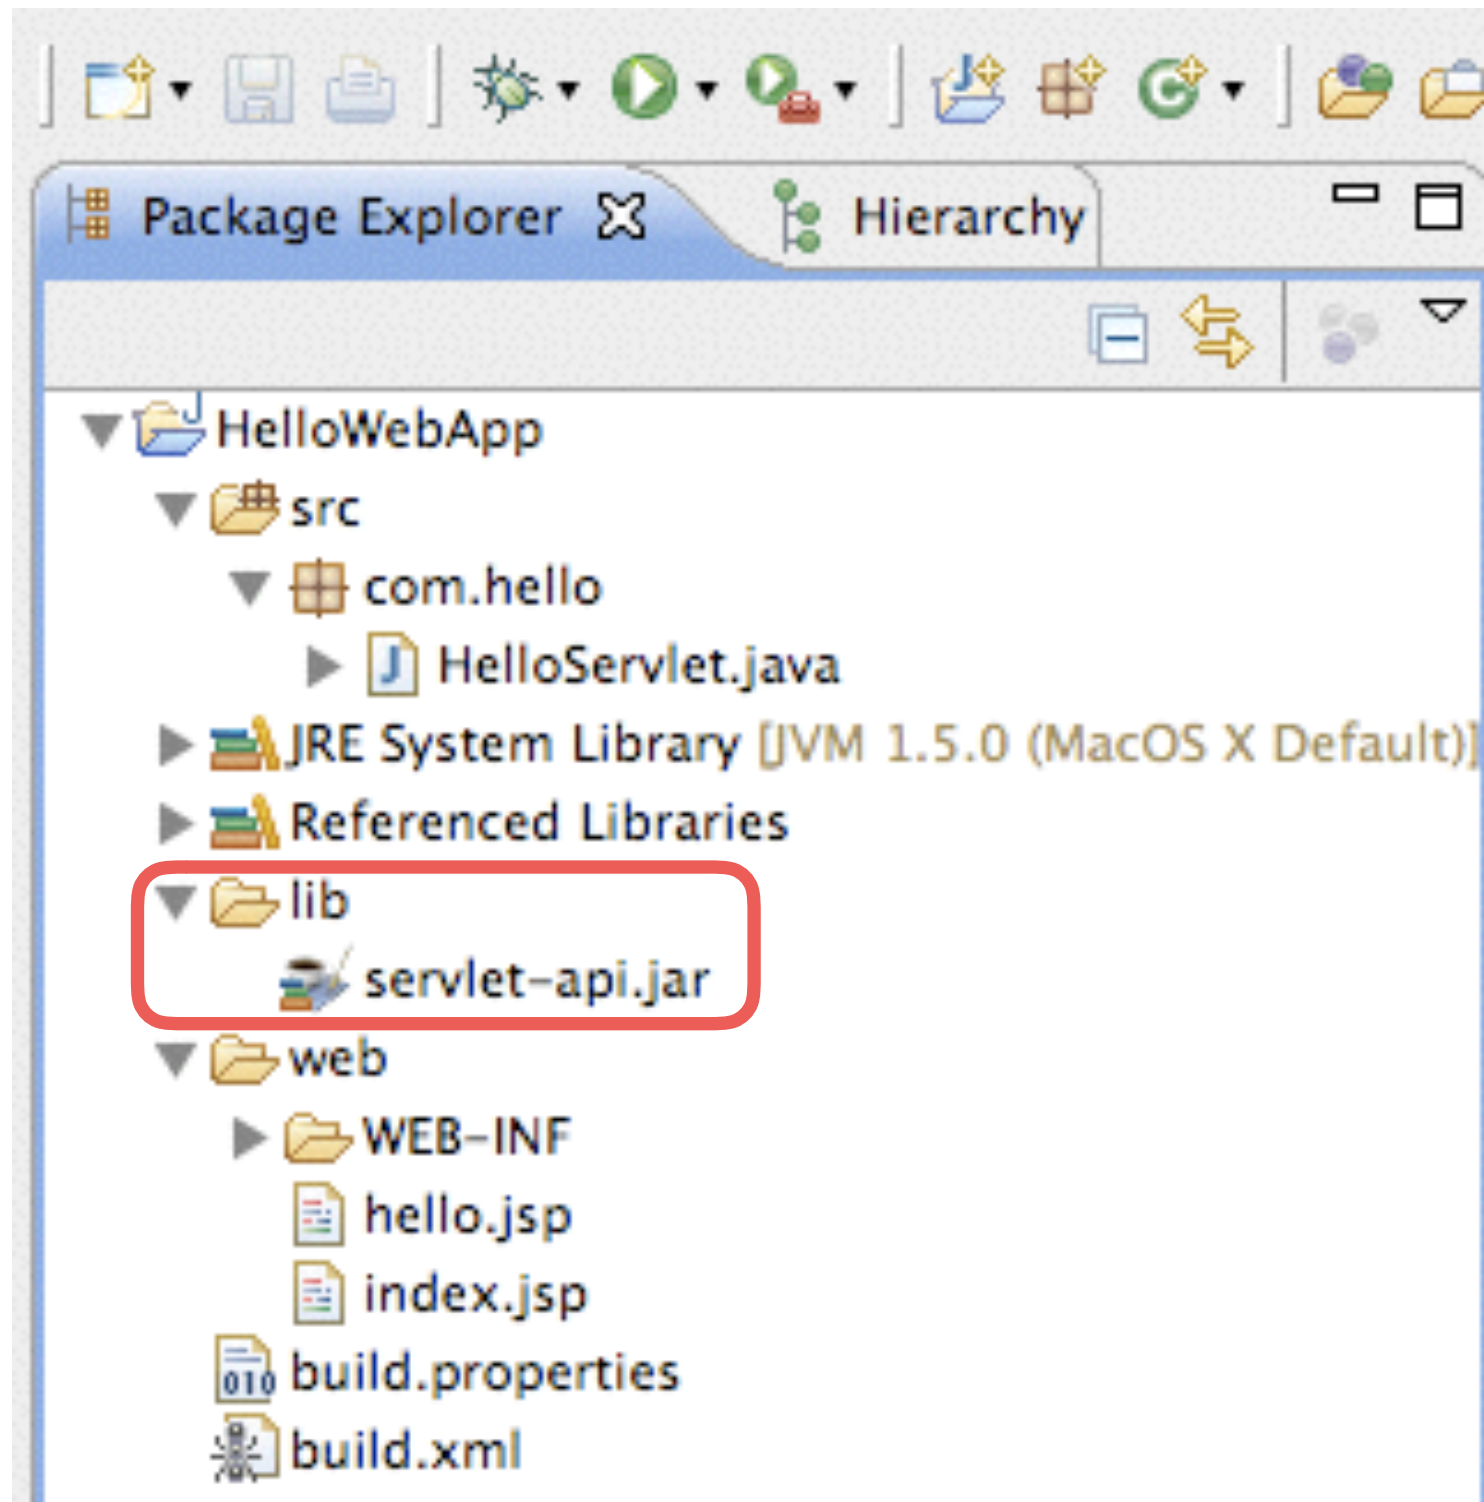 Package Explorer Hierarchy
HelloWebApp
src
com.hello
HelloServlet.java
JRE System Library [JVM 1.5.0 (MacOS X Default)]
Referenced Libraries
lib
servlet-api.jar
web
WEB-INF
hello.jsp
index.jsp
build.properties
build.xml